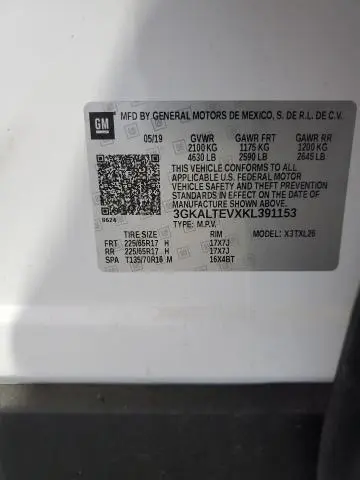 GM
MFD BY GENERAL MOTORS DE MEXICO, S. DE R.L. DE C.V.
05/19 GVWR GAWR FRT GAWR RR
2100 KG 1175 KG 1200 KG
4630 LB 2590 LB 2645 LB
THIS VEHICLE CONFORMS TO ALL
APPLICABLE U.S. FEDERAL MOTOR
VEHICLE SAFETY AND THEFT
PREVENTION STANDARDS IN EFFECT
ON THE DATE OF MANUFACTURE
SHOWN ABOVE.
9624
3GKALTEVXKL391153
TYPE: M.P.V. MODEL: X3TXL26
TIRE SIZE RIM
FRT 225/65R17 H 17X7J
RR 225/65R17 H 17X7J
SPA T135/70R16 M 16X4BT